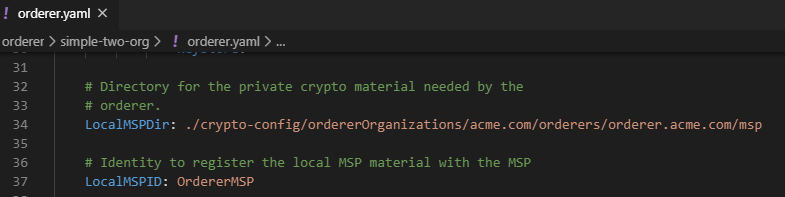 ! orderer.yaml ×
orderer > simple-two-org > ! orderer.yaml > ...
31
32 # Directory for the private crypto material needed by the
33 # orderer.
34 LocalMSPDir: ./crypto-config/ordererOrganizations/acme.com/orderers/orderer.acme.com/msp
35
36 # Identity to register the local MSP material with the MSP
37 LocalMSPID: OrdererMSP